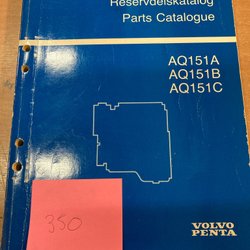 Reservdelskatalog
Parts Catalogue
AQ151A
AQ151B
AQ151C
350
VOLVO
PENTA